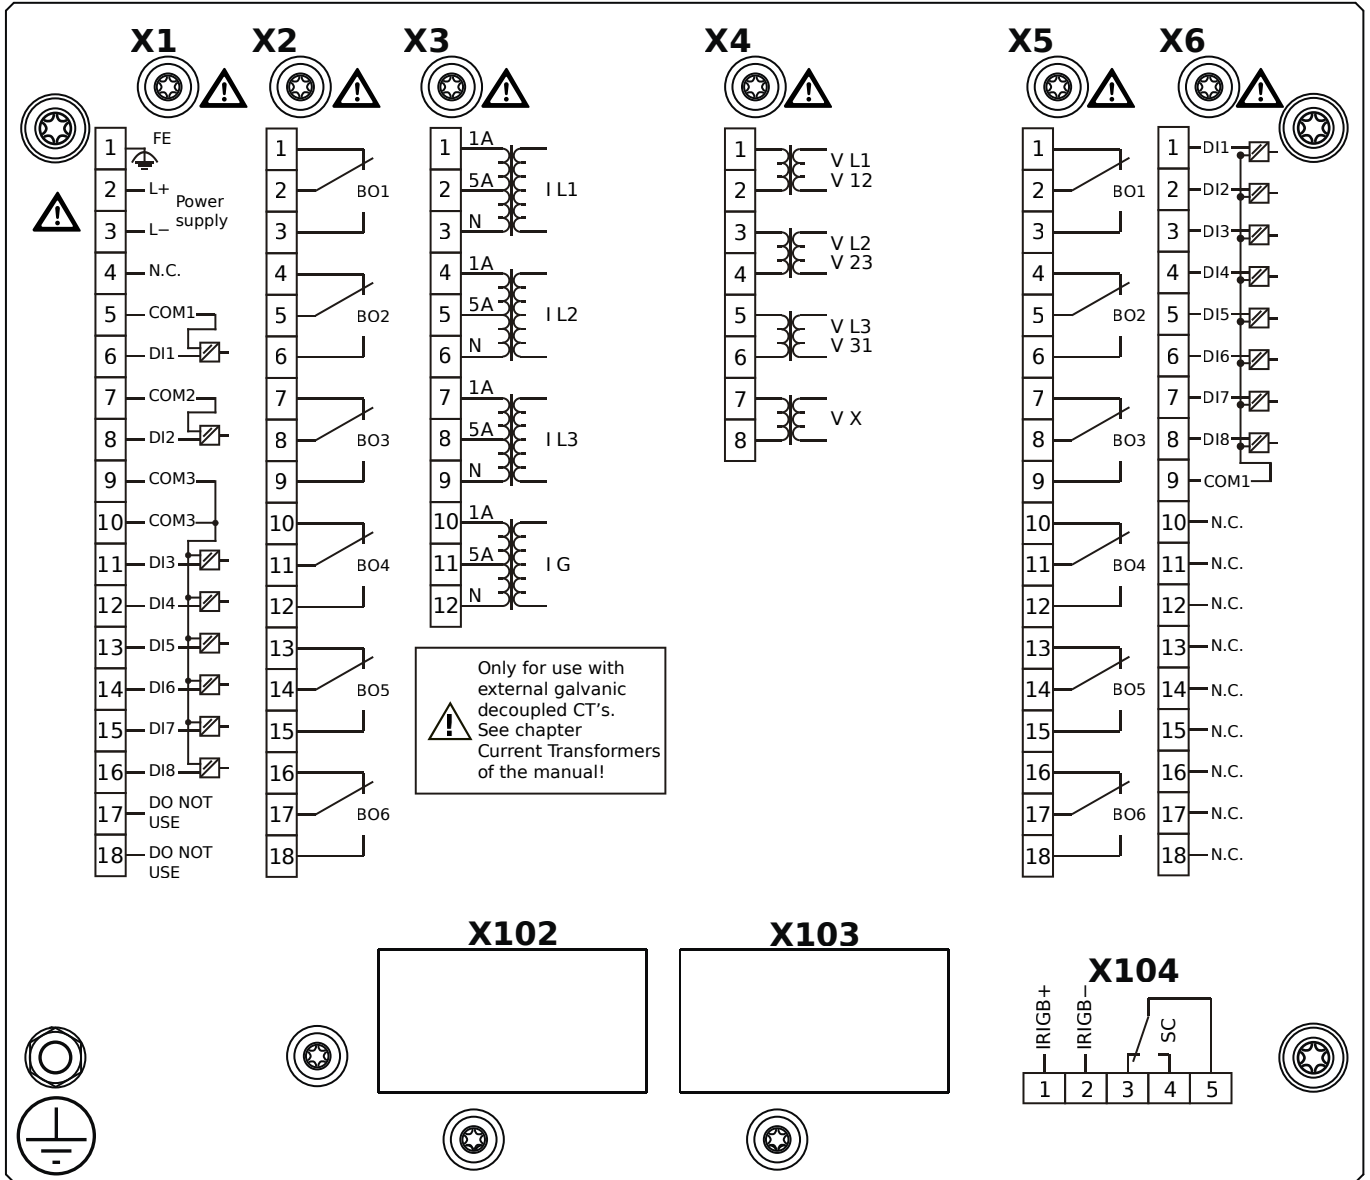 X1
X2
X3
X4
X5
X6
1 FE
2 L+
Power
supply
3 L−
4 N.C.
5 COM1
6 DI1
7 COM2
8 DI2
9 COM3
10 COM3
11 DI3
12 DI4
13 DI5
14 DI6
15 DI7
16 DI8
17 DO NOT
USE
18 DO NOT
USE
1
2 BO1
3
4
5 BO2
6
7
8 BO3
9
10
11 BO4
12
13
14 BO5
15
16
17 BO6
18
1 1A
2 5A I L1
3 N
4 1A
5 5A I L2
6 N
7 1A
8 5A I L3
9 N
10 1A
11 5A I G
12 N
Only for use with
external galvanic
decoupled CT's.
See chapter
Current Transformers
of the manual!
1 V L1
2 V 12
3 V L2
4 V 23
5 V L3
6 V 31
7 V X
8
1
2 BO1
3
4
5 BO2
6
7
8 BO3
9
10
11 BO4
12
13
14 BO5
15
16
17 BO6
18
1 DI1
2 DI2
3 DI3
4 DI4
5 DI5
6 DI6
7 DI7
8 DI8
9 COM1
10 N.C.
11 N.C.
12 N.C.
13 N.C.
14 N.C.
15 N.C.
16 N.C.
17 N.C.
18 N.C.
X102
X103
X104
IRIGB+
IRIGB−
SC
1 2 3 4 5